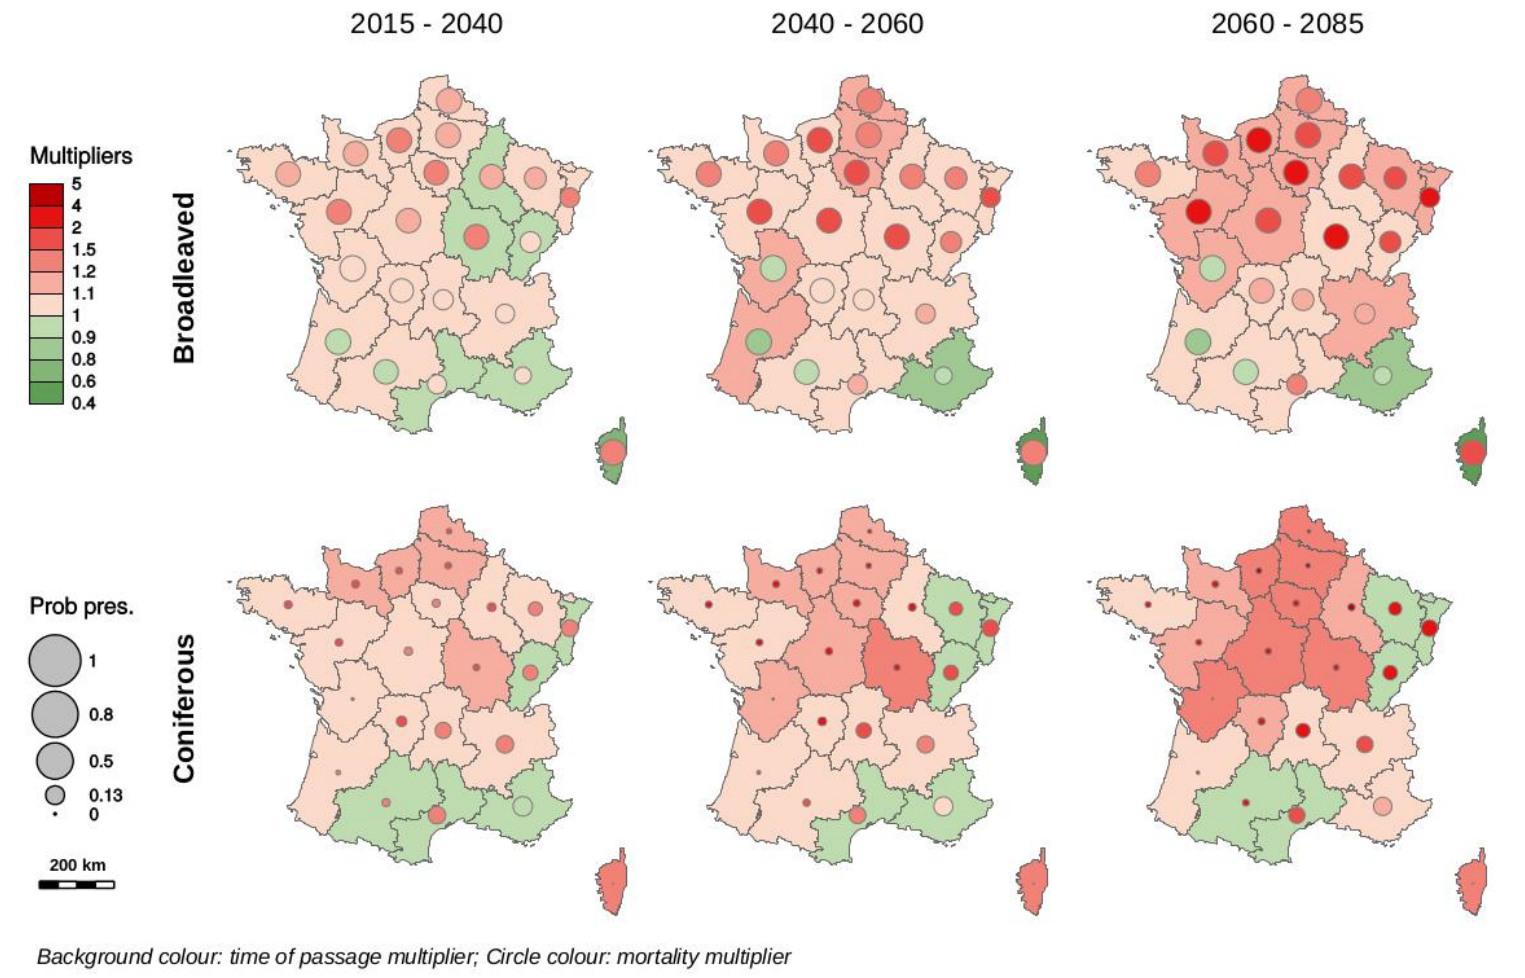 2015 - 2040
2040 - 2060
2060 - 2085
Multipliers
5
4
2
1.5
1.2
1.1
1
0.9
0.8
0.6
0.4
Broadleaved
Prob pres.
1
0.8
0.5
0.13
0
200 km
Coniferous
Background colour: time of passage multiplier; Circle colour: mortality multiplier